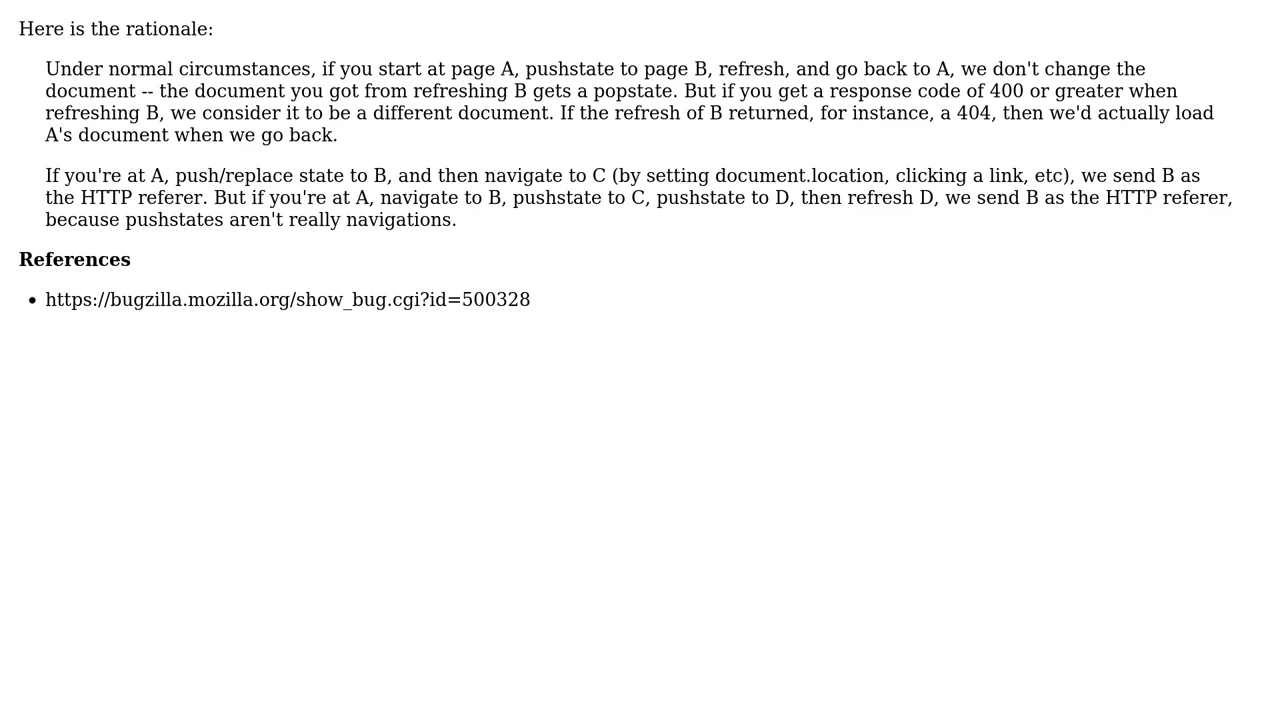 Here is the rationale:
Under normal circumstances, if you start at page A, pushstate to page B, refresh, and go back to A, we don't change the
document -- the document you got from refreshing B gets a popstate. But if you get a response code of 400 or greater when
refreshing B, we consider it to be a different document. If the refresh of B returned, for instance, a 404, then we'd actually load
A's document when we go back.
If you're at A, push/replace state to B, and then navigate to C (by setting document.location, clicking a link, etc), we send B as
the HTTP referer. But if you're at A, navigate to B, pushstate to C, pushstate to D, then refresh D, we send B as the HTTP referer,
because pushstates aren't really navigations.
References
• https://bugzilla.mozilla.org/show_bug.cgi?id=500328